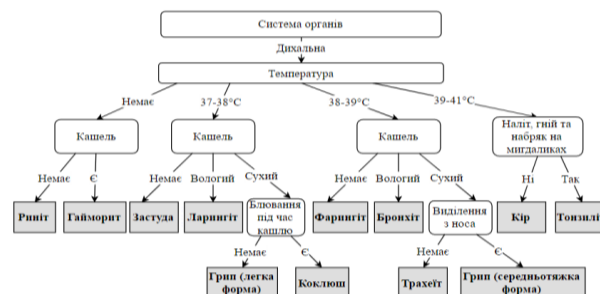 Система органів
Дихальна
Температура
Немає
37-38°C
38-39°C
39-41°C
Кашель
Кашель
Кашель
Наліт, гній та
набряк на
мигдаликах
Немає
Є
Немає
Вологий
Сухий
Немає
Вологий
Сухий
Ні
Так
Риніт
Гайморит
Застуда
Ларингіт
Блювання
під час
кашлю
Фарингіт
Бронхіт
Виділення
з носа
Кір
Тонзиліт
Немає
Є
Немає
Є
Грип (легка
форма)
Коклюш
Трахеїт
Грип (середньотяжка
форма)